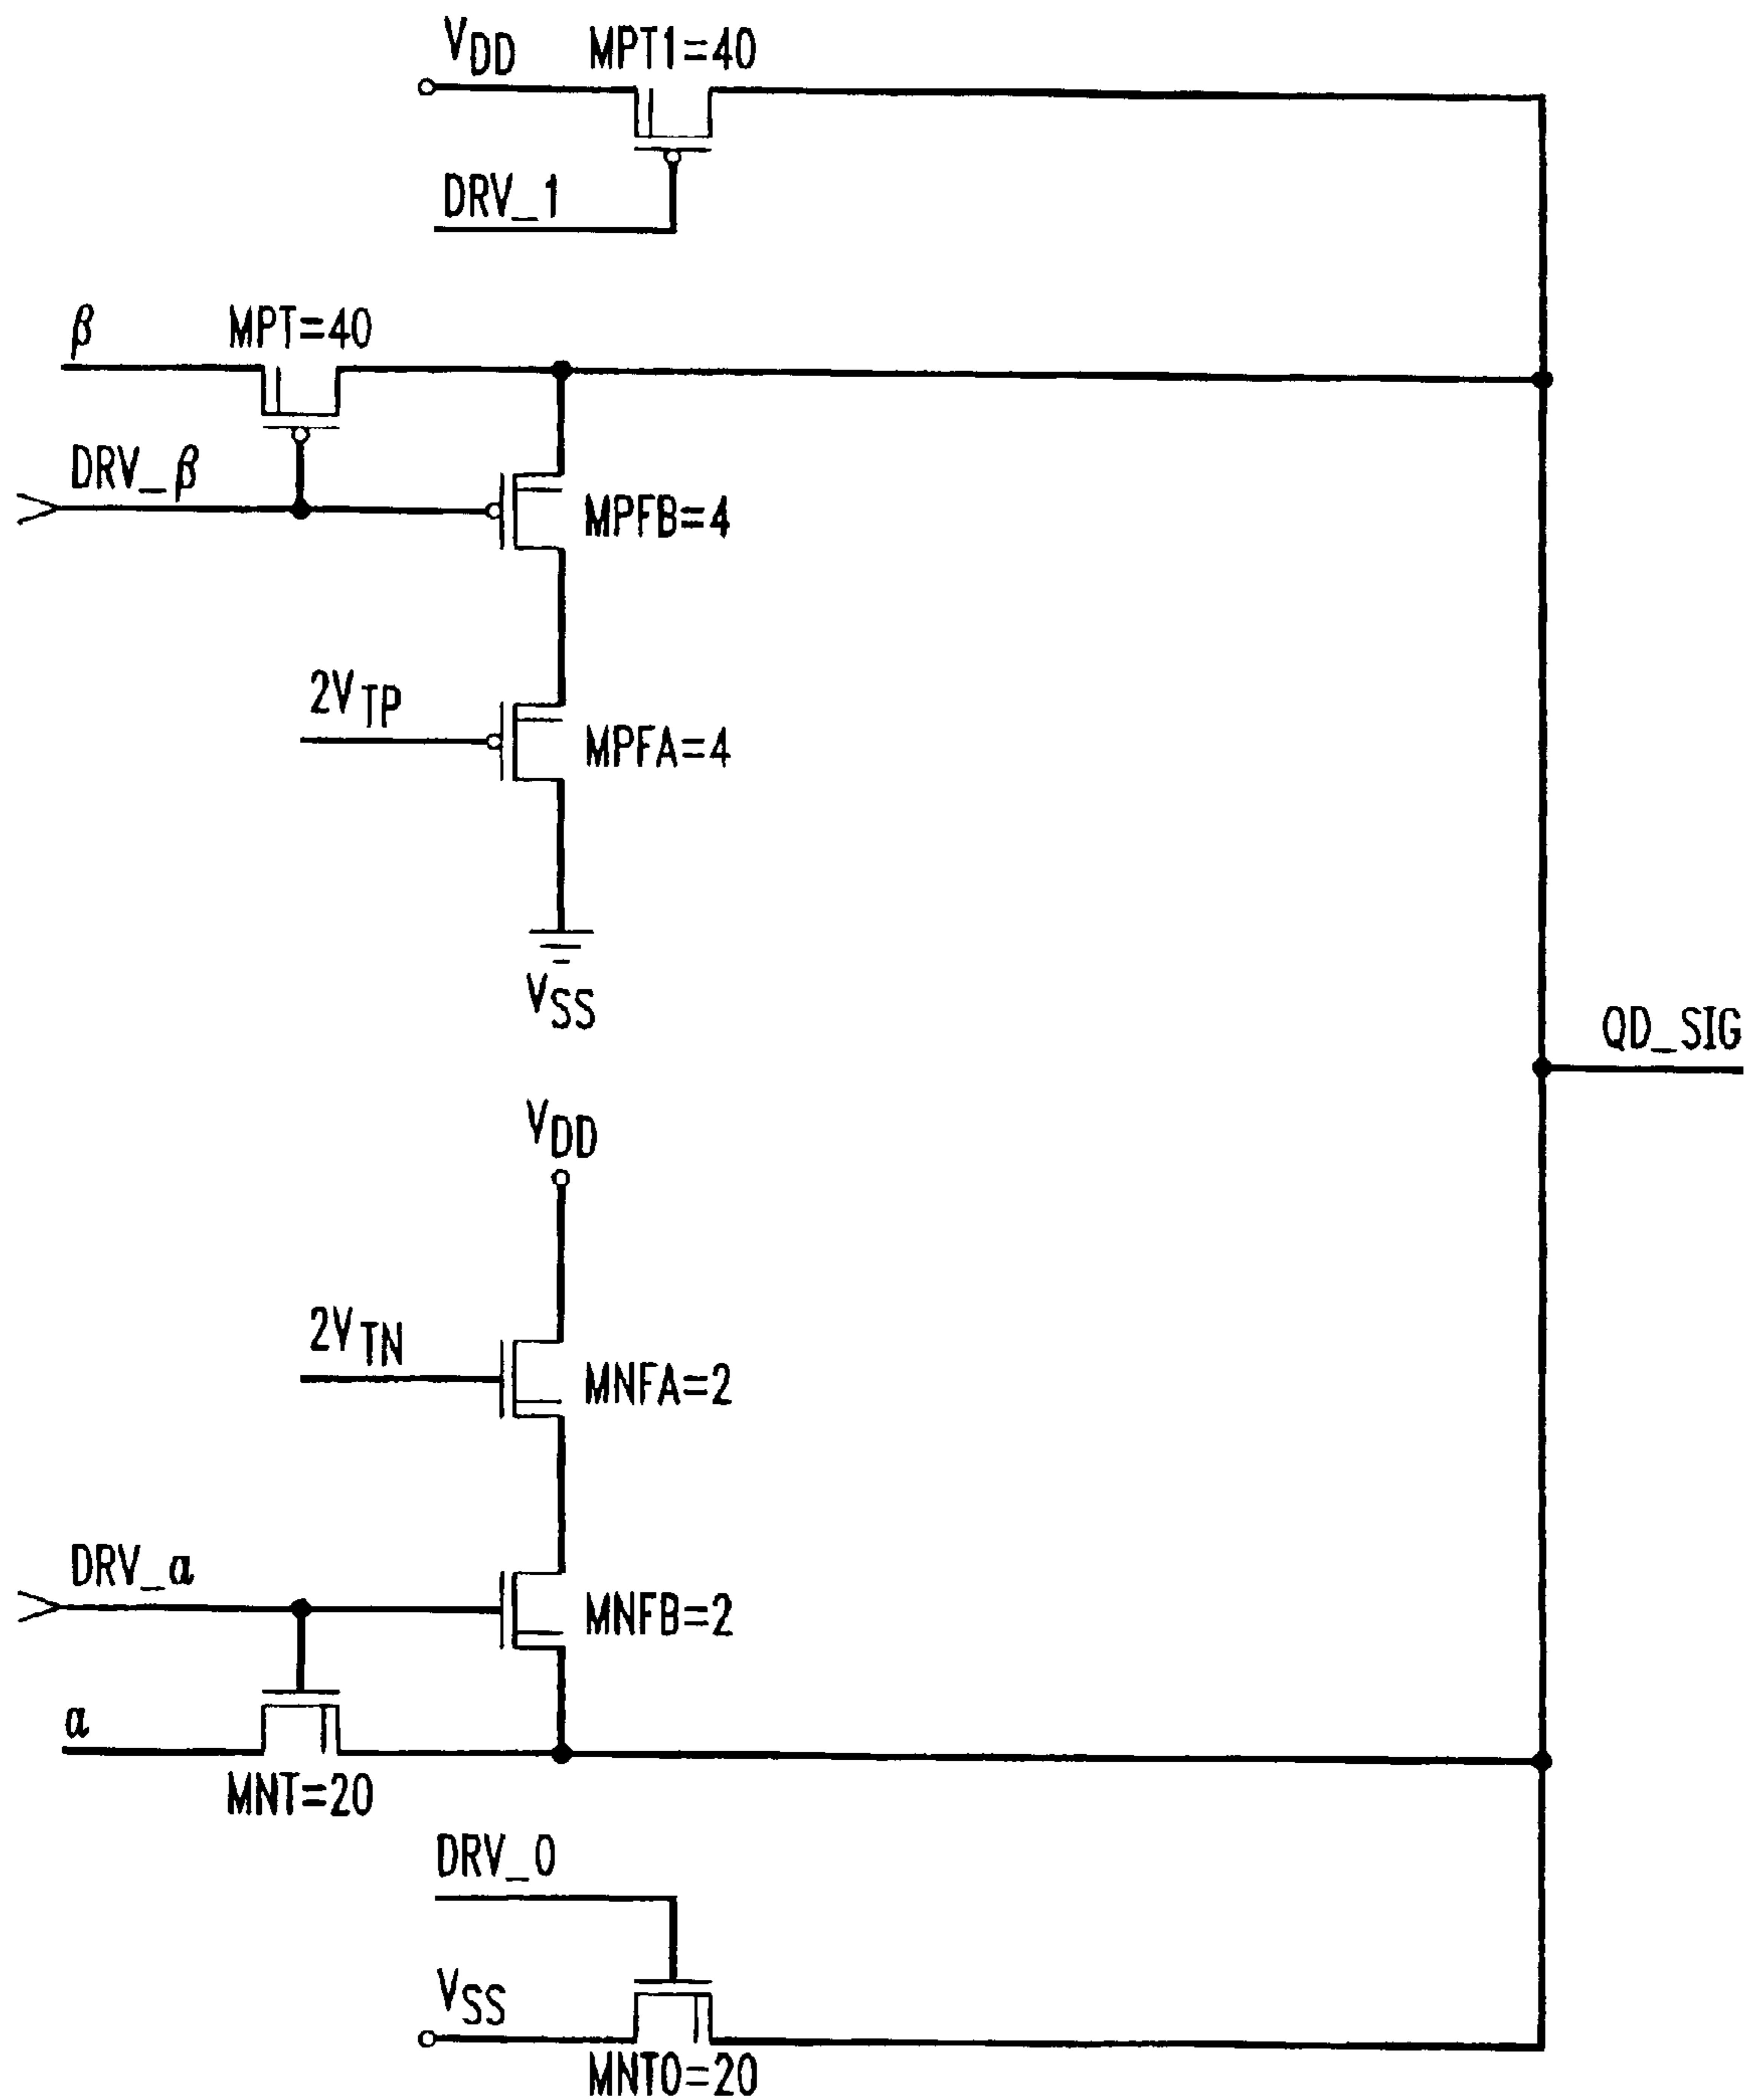 VDD
MPT1=40
DRV_1
β
MPT=40
DRV_β
MPFB=4
2VTP
MPFA=4
VSS
QD_SIG
VDD
2VTN
MNFA=2
DRV_α
MNFB=2
α
MNT=20
DRV_0
VSS
MNT0=20